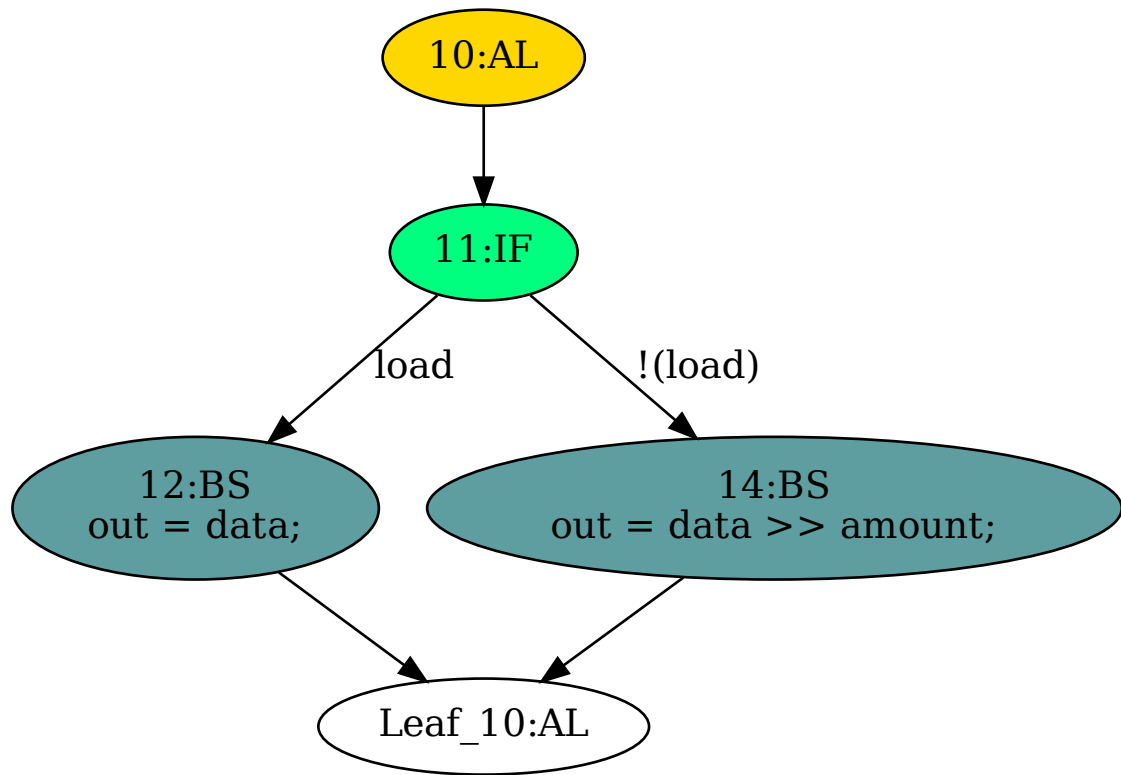 10:AL
11:IF
load
!(load)
12:BS
out = data;
14:BS
out = data >> amount;
Leaf_10:AL